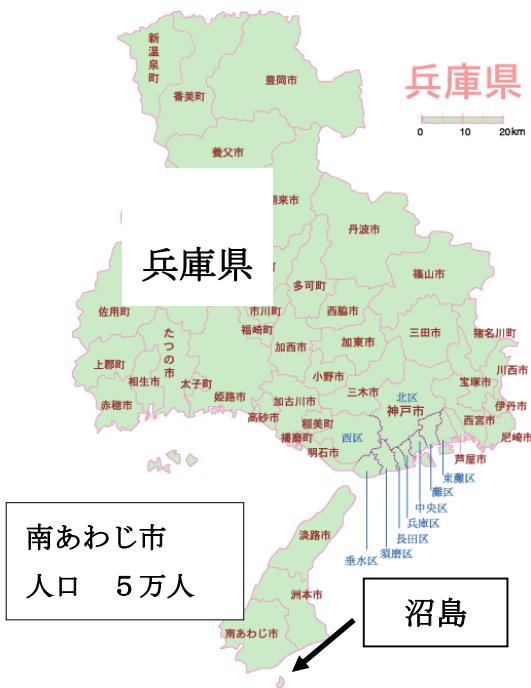 新温泉町
香美町
豊岡市
兵庫県
0 10 20km
養父市
朝来市
丹波市
兵庫県
町
多可町
篠山市
佐用町
市川町
西脇市
福崎町
たつの市
加西市
加東市
三田市
猪名川町
上郡町
相生市
太子町
小野市
川西市
宝塚市
赤穂市
姫路市
加古川市
三木市
北区
神戸市
伊丹市
西宮市
高砂市
稲美町
播磨町
西区
尼崎市
明石市
芦屋市
東灘区
灘区
中央区
兵庫区
長田区
須磨区
垂水区
淡路市
南あわじ市
人口 5万人
洲本市
沼島
南あわじ市